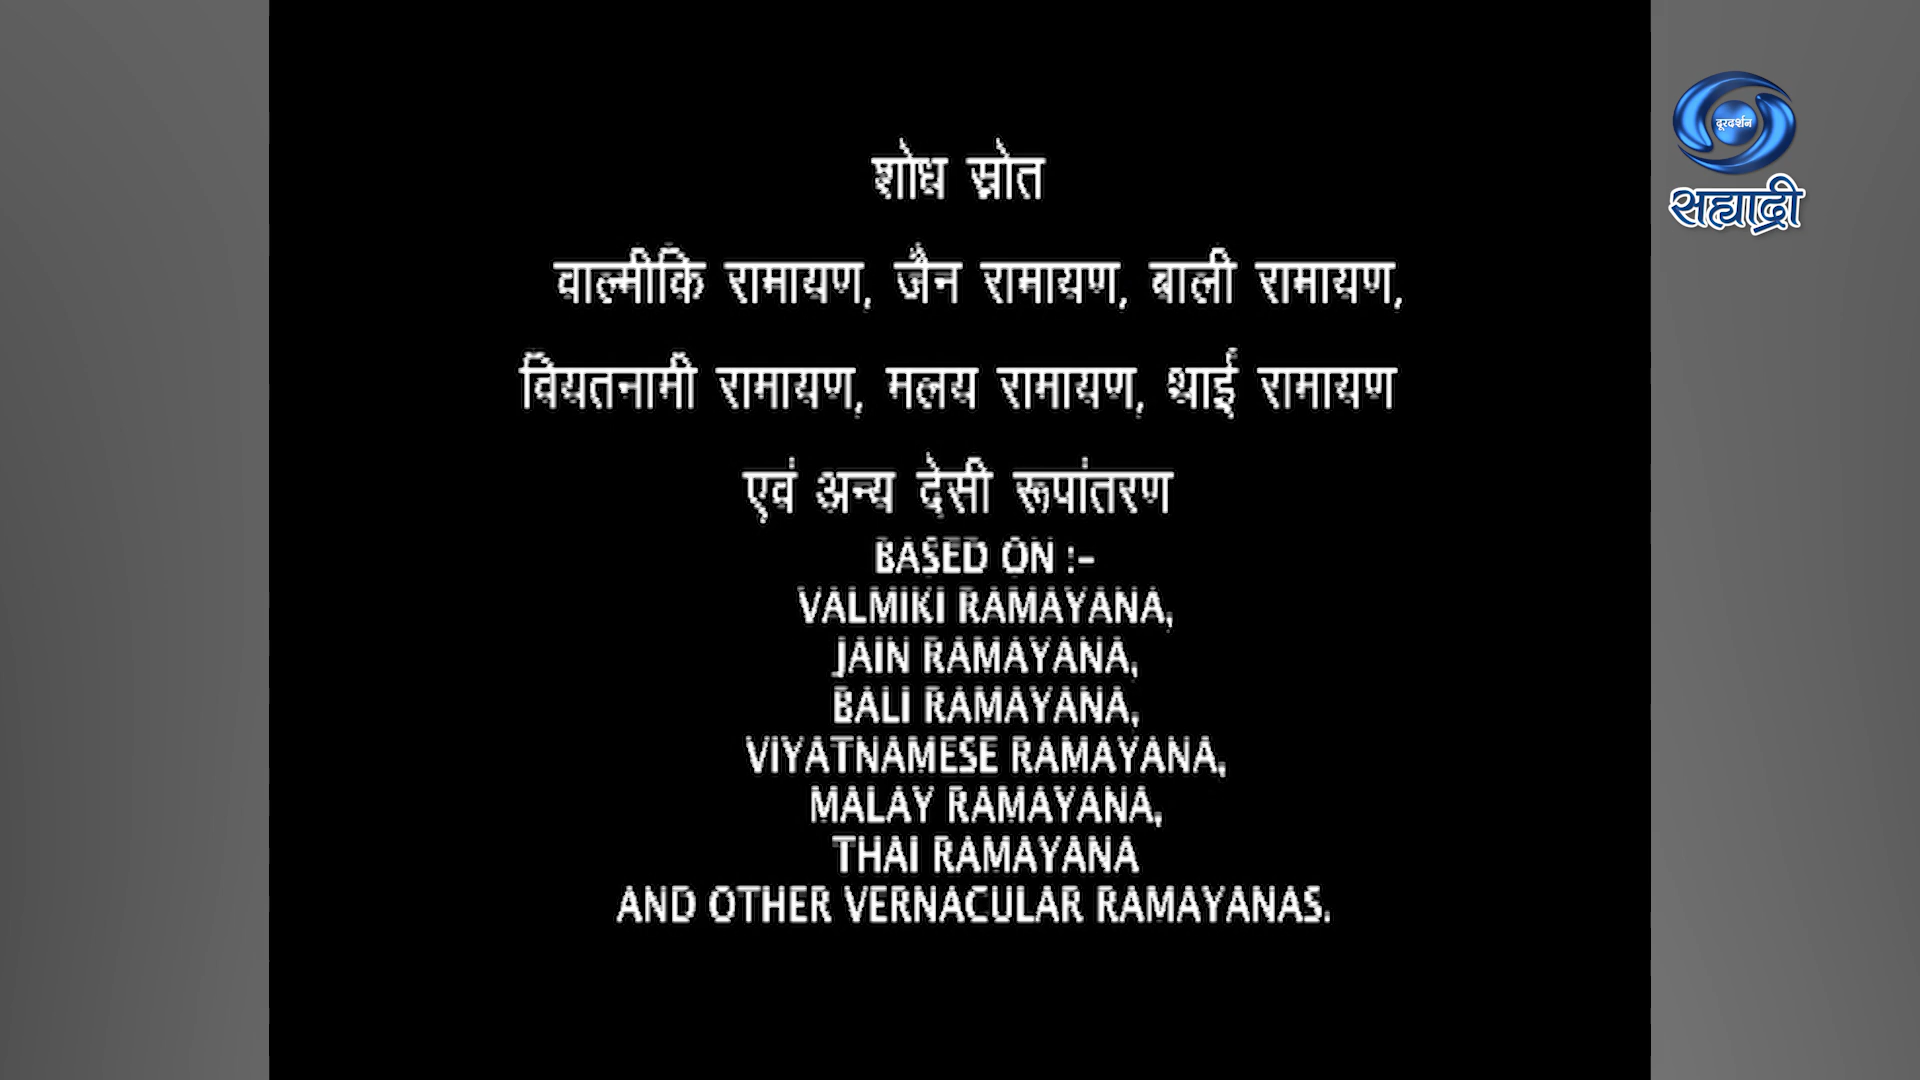 शोध स्रोत
वाल्मीकि रामायण, जैन रामायण, बाली रामायण,
वियतनामी रामायण, मलय रामायण, थाई रामायण
एवं अन्य देसी रूपांतरण
BASED ON :-
VALMIKI RAMAYANA,
JAIN RAMAYANA,
BALI RAMAYANA,
VIYATNAMESE RAMAYANA,
MALAY RAMAYANA,
THAI RAMAYANA
AND OTHER VERNACULAR RAMAYANAS.
दूरदर्शन
सह्याद्री